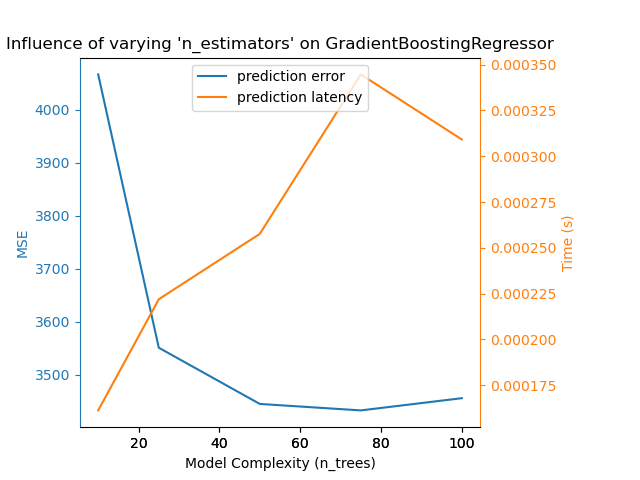 Influence of varying 'n_estimators' on GradientBoostingRegressor
prediction error
prediction latency
4000
3900
3800
3700
3600
3500
MSE
0.000350
0.000325
0.000300
0.000275
0.000250
0.000225
0.000200
0.000175
Time (s)
20 40 60 80 100
Model Complexity (n_trees)